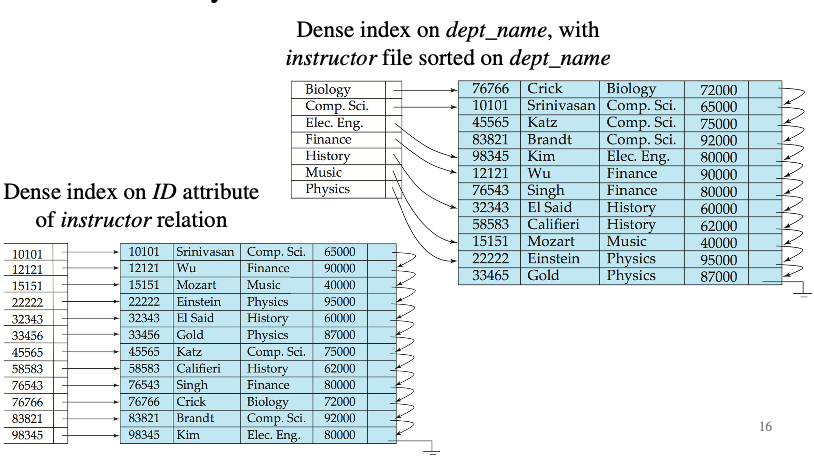 Dense index on dept_name, with
instructor file sorted on dept_name
Biology
Comp. Sci.
Elec. Eng.
Finance
History
Music
Physics
76766 Crick Biology 72000
10101 Srinivasan Comp. Sci. 65000
45565 Katz Comp. Sci. 75000
83821 Brandt Comp. Sci. 92000
98345 Kim Elec. Eng. 80000
12121 Wu Finance 90000
76543 Singh Finance 80000
32343 El Said History 60000
58583 Califieri History 62000
15151 Mozart Music 40000
22222 Einstein Physics 95000
33465 Gold Physics 87000
Dense index on ID attribute
of instructor relation
10101 10101 Srinivasan Comp. Sci. 65000
12121 12121 Wu Finance 90000
15151 15151 Mozart Music 40000
22222 22222 Einstein Physics 95000
32343 32343 El Said History 60000
33456 33456 Gold Physics 87000
45565 45565 Katz Comp. Sci. 75000
58583 58583 Califieri History 62000
76543 76543 Singh Finance 80000
76766 76766 Crick Biology 72000
83821 83821 Brandt Comp. Sci. 92000
98345 98345 Kim Elec. Eng. 80000
16